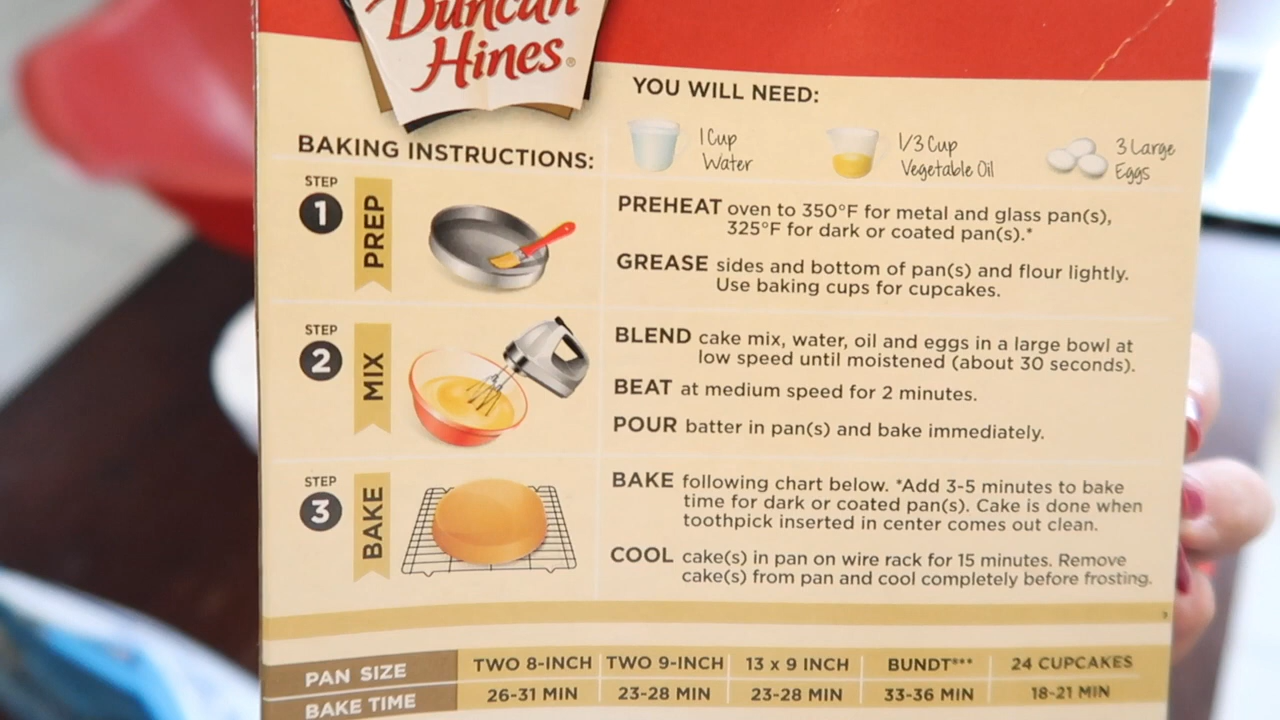 Duncan
Hines®
YOU WILL NEED:
1 Cup
Water
1/3 Cup
Vegetable Oil
3 Large
Eggs
BAKING INSTRUCTIONS:
STEP
1
PREP
PREHEAT oven to 350°F for metal and glass pan(s),
325°F for dark or coated pan(s).*
GREASE sides and bottom of pan(s) and flour lightly.
Use baking cups for cupcakes.
STEP
2
MIX
BLEND cake mix, water, oil and eggs in a large bowl at
low speed until moistened (about 30 seconds).
BEAT at medium speed for 2 minutes.
POUR batter in pan(s) and bake immediately.
STEP
3
BAKE
BAKE following chart below. *Add 3-5 minutes to bake
time for dark or coated pan(s). Cake is done when
toothpick inserted in center comes out clean.
COOL cake(s) in pan on wire rack for 15 minutes. Remove
cake(s) from pan and cool completely before frosting.
PAN SIZE TWO 8-INCH TWO 9-INCH 13 x 9 INCH BUNDT*** 24 CUPCAKES
BAKE TIME 26-31 MIN 23-28 MIN 23-28 MIN 33-36 MIN 18-21 MIN